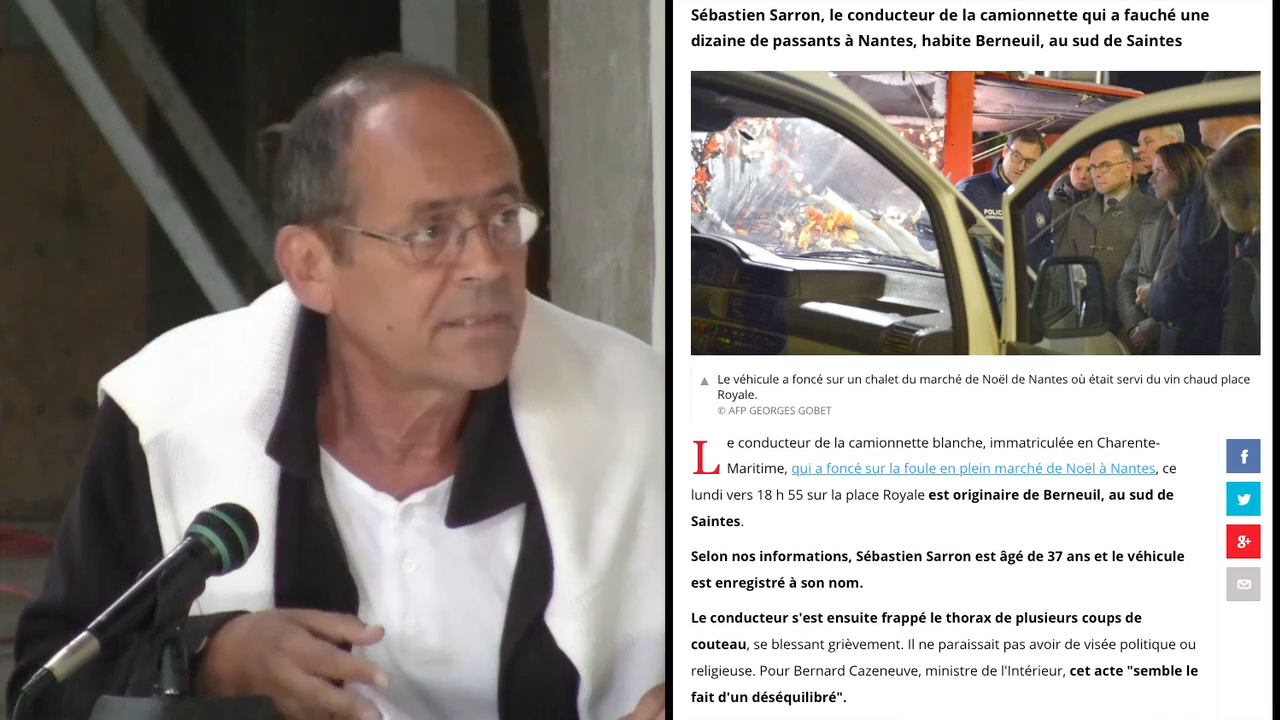 Sébastien Sarron, le conducteur de la camionnette qui a fauché une
dizaine de passants à Nantes, habite Berneuil, au sud de Saintes
POLICE
Le véhicule a foncé sur un chalet du marché de Noël de Nantes où était servi du vin chaud place
Royale.
© AFP GEORGES GOBET
Le conducteur de la camionnette blanche, immatriculée en Charente-
Maritime, qui a foncé sur la foule en plein marché de Noël à Nantes, ce
lundi vers 18 h 55 sur la place Royale est originaire de Berneuil, au sud de
Saintes.
Selon nos informations, Sébastien Sarron est âgé de 37 ans et le véhicule
est enregistré à son nom.
Le conducteur s'est ensuite frappé le thorax de plusieurs coups de
couteau, se blessant grièvement. Il ne paraissait pas avoir de visée politique ou
religieuse. Pour Bernard Cazeneuve, ministre de l'Intérieur, cet acte "semble le
fait d'un déséquilibré".